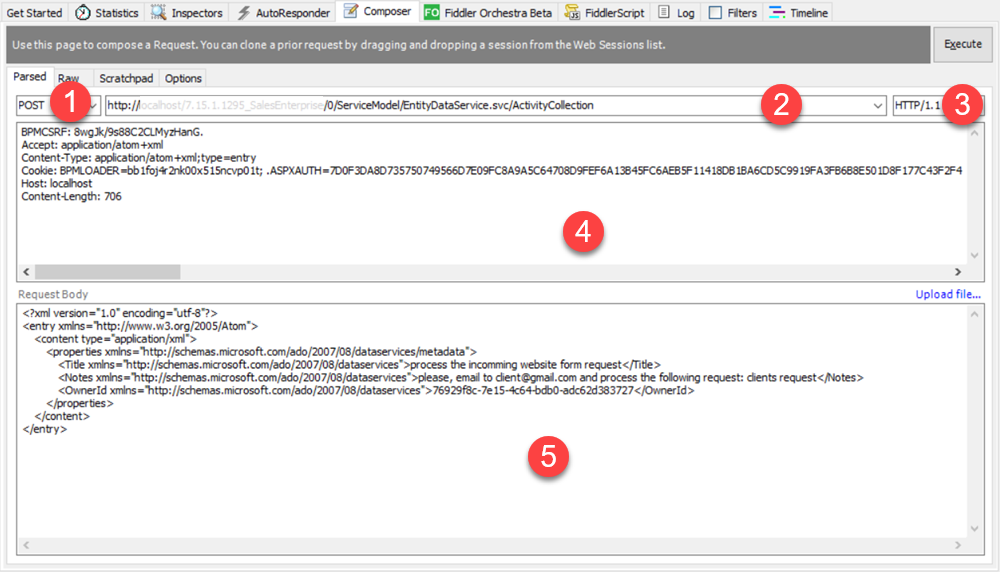 Get Started Statistics Inspectors AutoResponder Composer FO Fiddler Orchestra Beta JS FiddlerScript Log Filters Timeline
Use this page to compose a Request. You can clone a prior request by dragging and dropping a session from the Web Sessions list.
Execute
Parsed Raw Scratchpad Options
POST 1 http://localhost/7.15.1.1295_SalesEnterprise/0/ServiceModel/EntityDataService.svc/ActivityCollection 2 HTTP/1.1 3
BPMCSRF: 8wgJk/9s88C2CLMyzHanG.
Accept: application/atom+xml
Content-Type: application/atom+xml;type=entry
Cookie: BPMLOADER=bb1foj4r2nk00x515ncvp01t; .ASPXAUTH=7D0F3DA8D735750749566D7E09FC8A9A5C64708D9FEF6A13B45FC6AEB5F11418DB1BA6CD5C9919FA3FB6B8E501D8F177C43F2F4
Host: localhost
Content-Length: 706
4
Request Body Upload file...
<?xml version="1.0" encoding="utf-8"?>
<entry xmlns="http://www.w3.org/2005/Atom">
<content type="application/xml">
<properties xmlns="http://schemas.microsoft.com/ado/2007/08/dataservices/metadata">
<Title xmlns="http://schemas.microsoft.com/ado/2007/08/dataservices">process the incomming website form request</Title>
<Notes xmlns="http://schemas.microsoft.com/ado/2007/08/dataservices">please, email to client@gmail.com and process the following request: clients request</Notes>
<OwnerId xmlns="http://schemas.microsoft.com/ado/2007/08/dataservices">76929f8c-7e15-4c64-bdb0-adc62d383727</OwnerId>
</properties>
</content>
</entry>
5